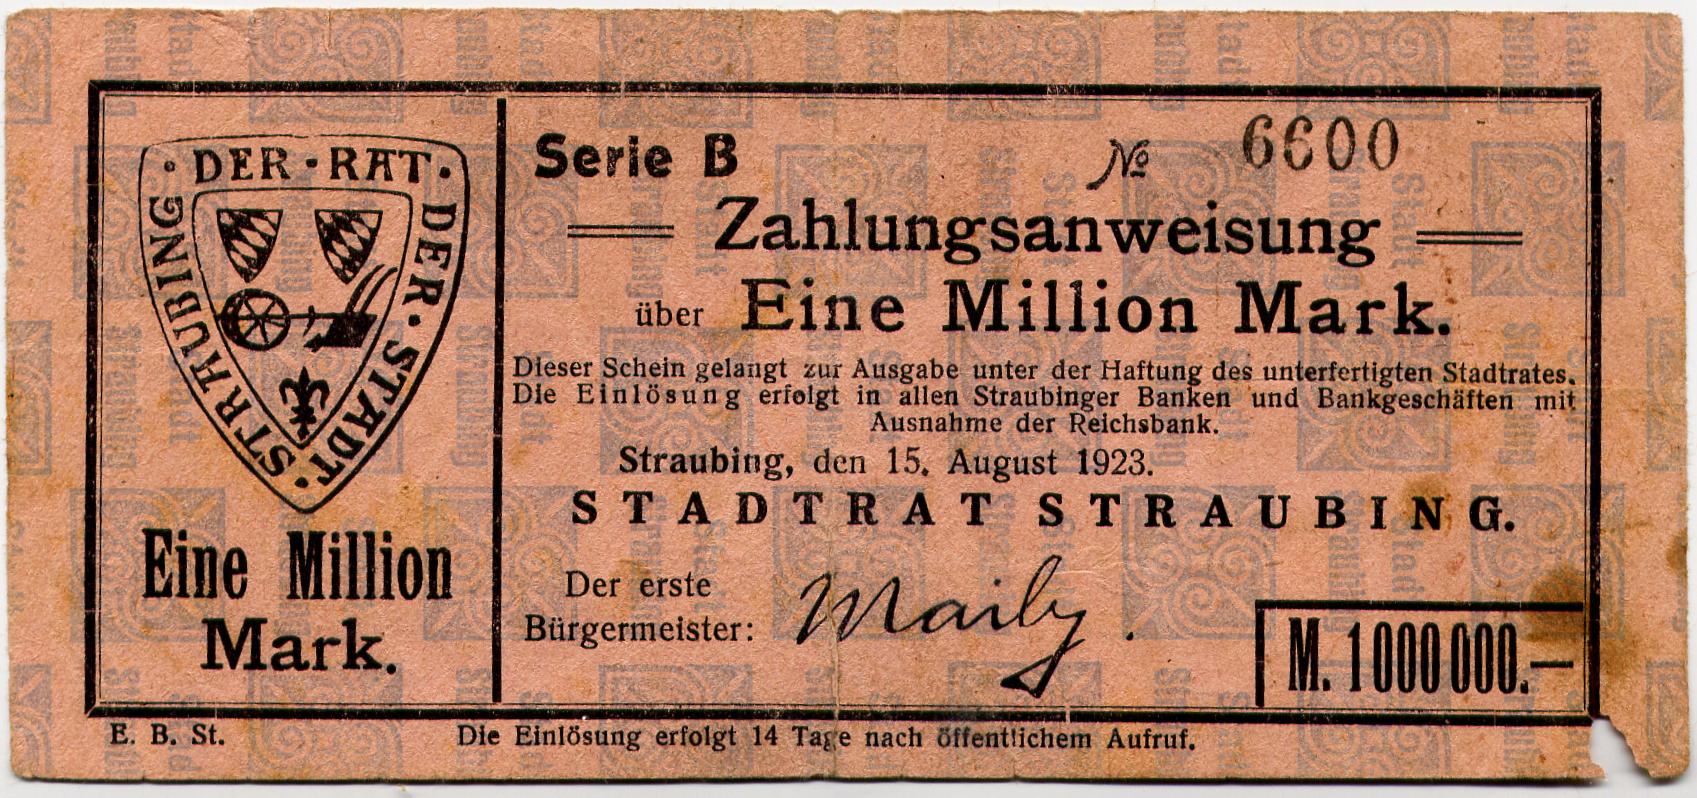 · DER · RAT · DER · STADT · STRAUBING
Eine Million
Mark.
Serie B
№ 6600
Zahlungsanweisung
über Eine Million Mark.
Dieser Schein gelangt zur Ausgabe unter der Haftung des unterfertigten Stadtrates.
Die Einlösung erfolgt in allen Straubinger Banken und Bankgeschäften mit
Ausnahme der Reichsbank.
Straubing, den 15. August 1923.
STADTRAT STRAUBING.
Der erste
Bürgermeister:
M. 1000000.—
E. B. St.
Die Einlösung erfolgt 14 Tage nach öffentlichem Aufruf.
Stadt
Straubing